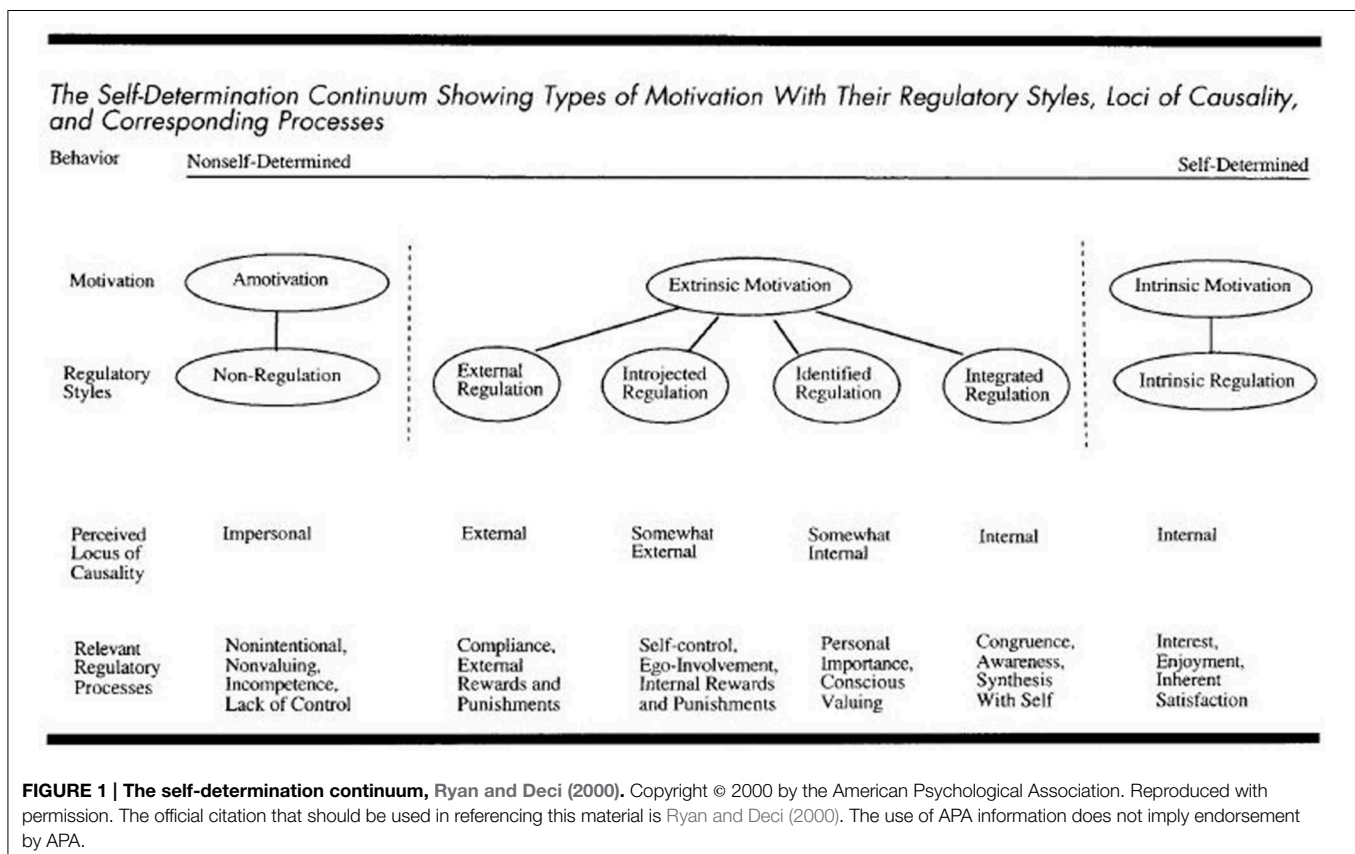 The Self-Determination Continuum Showing Types of Motivation With Their Regulatory Styles, Loci of Causality,
and Corresponding Processes
Behavior Nonself-Determined Self-Determined
Motivation Amotivation Extrinsic Motivation Intrinsic Motivation
Regulatory
Styles
Non-Regulation
External
Regulation
Introjected
Regulation
Identified
Regulation
Integrated
Regulation
Intrinsic Regulation
Perceived
Locus of
Causality
Impersonal
External
Somewhat
External
Somewhat
Internal
Internal
Internal
Relevant
Regulatory
Processes
Nonintentional,
Nonvaluing,
Incompetence,
Lack of Control
Compliance,
External
Rewards and
Punishments
Self-control,
Ego-Involvement,
Internal Rewards
and Punishments
Personal
Importance,
Conscious
Valuing
Congruence,
Awareness,
Synthesis
With Self
Interest,
Enjoyment,
Inherent
Satisfaction
FIGURE 1 | The self-determination continuum, Ryan and Deci (2000). Copyright © 2000 by the American Psychological Association. Reproduced with
permission. The official citation that should be used in referencing this material is Ryan and Deci (2000). The use of APA information does not imply endorsement
by APA.